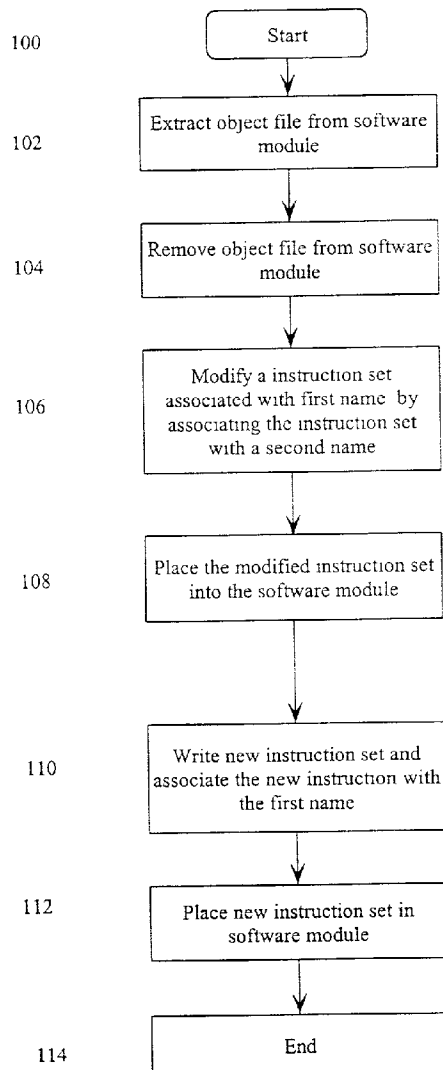 100
Start
102
Extract object file from software
module
104
Remove object file from software
module
106
Modify a instruction set
associated with first name by
associating the instruction set
with a second name
108
Place the modified instruction set
into the software module
110
Write new instruction set and
associate the new instruction with
the first name
112
Place new instruction set in
software module
114
End